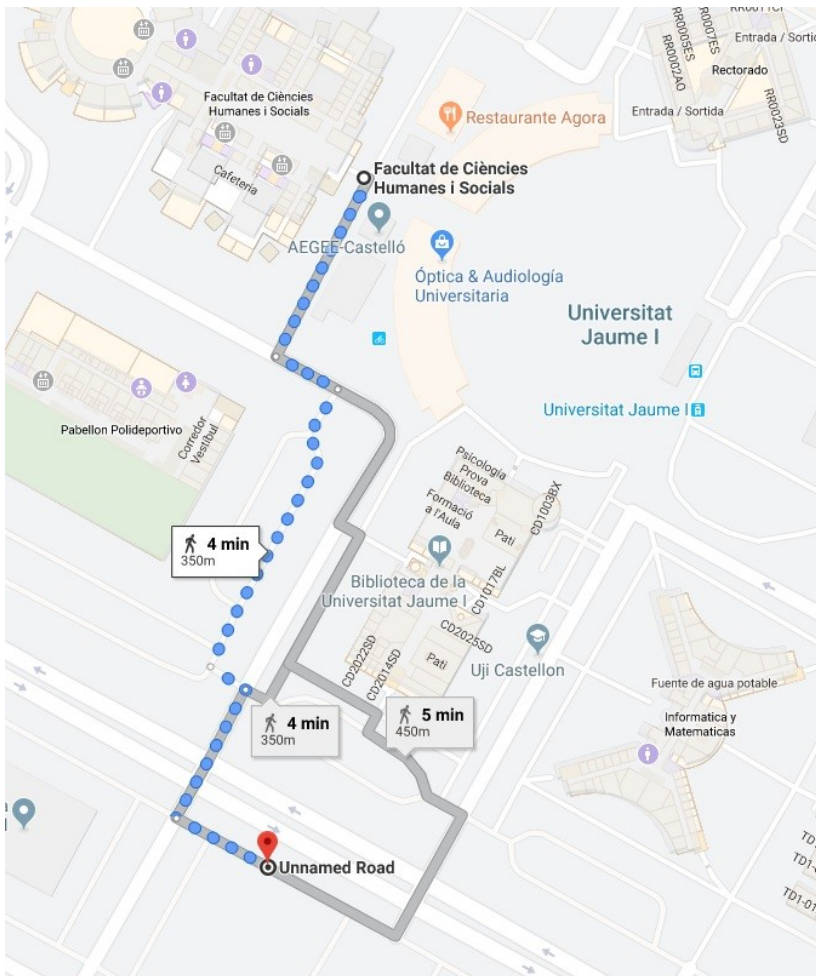 RR0011CI
RR0007ES
RR0005ES
RR0002AO
Entrada / Sortida
Rectorado
Entrada / Sortida
RR0023SD
Facultat de Ciències
Humanes i Socials
Restaurante Agora
Cafeteria
Facultat de Ciències
Humanes i Socials
AEGEE-Castelló
Óptica & Audiología
Universitaria
Universitat
Jaume I
Universitat Jaume I
Pabellon Polideportivo
Corredor
Vestíbul
Psicologia
Prova
Biblioteca
Formació
a l'Aula
Pati
CD1003BX
4 min
350m
Biblioteca de la
Universitat Jaume I
CD1017BL
CD2025SD
CD2022SD
CD2014SD
Pati
Uji Castellon
Fuente de agua potable
Informatica y
Matematicas
4 min
350m
5 min
450m
Unnamed Road
TD1-01